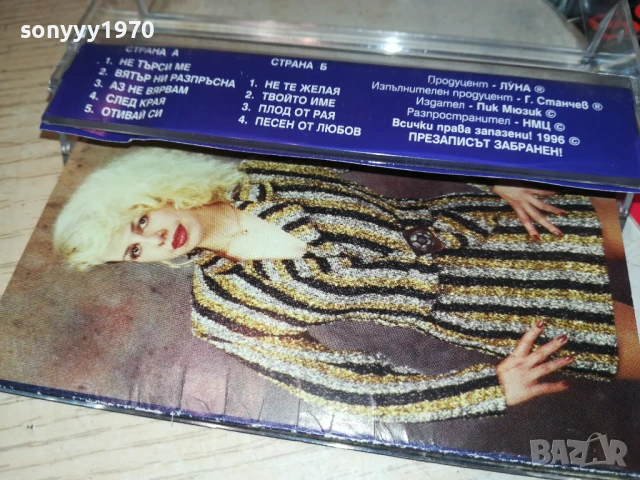 sonyyy1970
СТРАНА А
1. НЕ ТЪРСИ МЕ
2. ВЯТЪР НИ РАЗПРЪСНА
3. АЗ НЕ ВЯРВАМ
4. СЛЕД КРАЯ
5. ОТИВАЙ СИ
СТРАНА Б
1. НЕ ТЕ ЖЕЛАЯ
2. ТВОЙТО ИМЕ
3. ПЛОД ОТ РАЯ
4. ПЕСЕН ОТ ЛЮБОВ
Продуцент - ЛУНА ®
Изпълнителен продуцент - Г. Станчев ®
Издател - Пик Мюзик ©
Разпространител - НМЦ ©
Всички права запазени! 1996 ©
ПРЕЗАПИСЪТ ЗАБРАНЕН!
BAZAR
bg